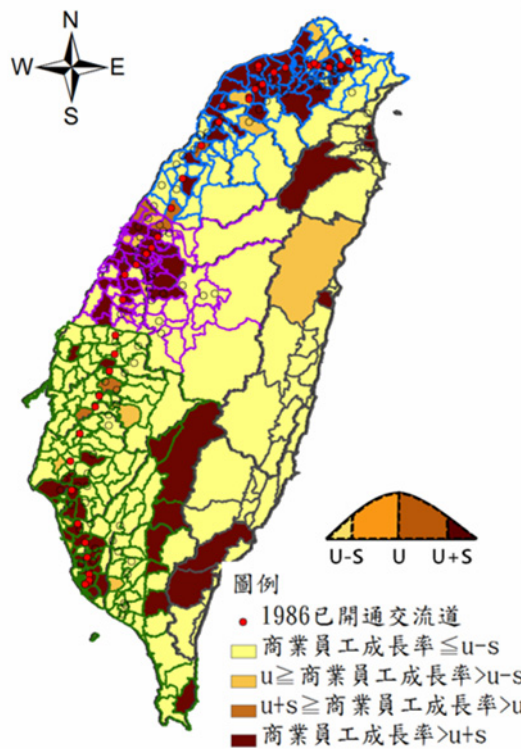 N
W E
S
U-S U U+S
圖例
1986已開通交流道
商業員工成長率≦u-s
u≧商業員工成長率>u-s
u+s≧商業員工成長率>u
商業員工成長率>u+s